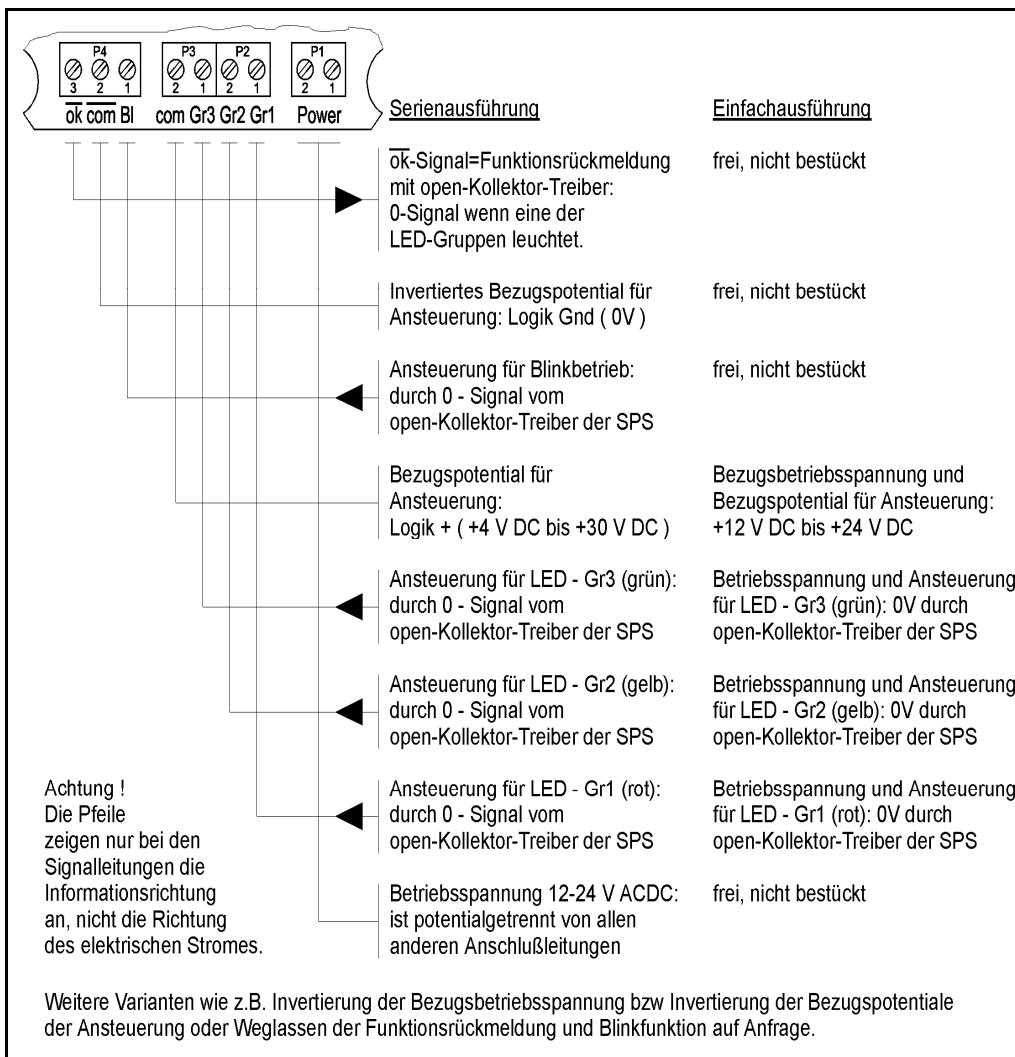 P4 P3 P2 P1
3 2 1 2 1 2 1 2 1
o̅k̅ c̅o̅m̅ Bl com Gr3 Gr2 Gr1 Power
Serienausführung
Einfachausführung
o̅k̅-Signal=Funktionsrückmeldung
mit open-Kollektor-Treiber:
0-Signal wenn eine der
LED-Gruppen leuchtet.
frei, nicht bestückt
Invertiertes Bezugspotential für
Ansteuerung: Logik Gnd ( 0V )
frei, nicht bestückt
Ansteuerung für Blinkbetrieb:
durch 0 - Signal vom
open-Kollektor-Treiber der SPS
frei, nicht bestückt
Bezugspotential für
Ansteuerung:
Logik + ( +4 V DC bis +30 V DC )
Bezugsbetriebsspannung und
Bezugspotential für Ansteuerung:
+12 V DC bis +24 V DC
Ansteuerung für LED - Gr3 (grün):
durch 0 - Signal vom
open-Kollektor-Treiber der SPS
Betriebsspannung und Ansteuerung
für LED - Gr3 (grün): 0V durch
open-Kollektor-Treiber der SPS
Ansteuerung für LED - Gr2 (gelb):
durch 0 - Signal vom
open-Kollektor-Treiber der SPS
Betriebsspannung und Ansteuerung
für LED - Gr2 (gelb): 0V durch
open-Kollektor-Treiber der SPS
Ansteuerung für LED - Gr1 (rot):
durch 0 - Signal vom
open-Kollektor-Treiber der SPS
Betriebsspannung und Ansteuerung
für LED - Gr1 (rot): 0V durch
open-Kollektor-Treiber der SPS
Betriebsspannung 12-24 V ACDC:
ist potentialgetrennt von allen
anderen Anschlußleitungen
frei, nicht bestückt
Achtung !
Die Pfeile
zeigen nur bei den
Signalleitungen die
Informationsrichtung
an, nicht die Richtung
des elektrischen Stromes.
Weitere Varianten wie z.B. Invertierung der Bezugsbetriebsspannung bzw Invertierung der Bezugspotentiale
der Ansteuerung oder Weglassen der Funktionsrückmeldung und Blinkfunktion auf Anfrage.